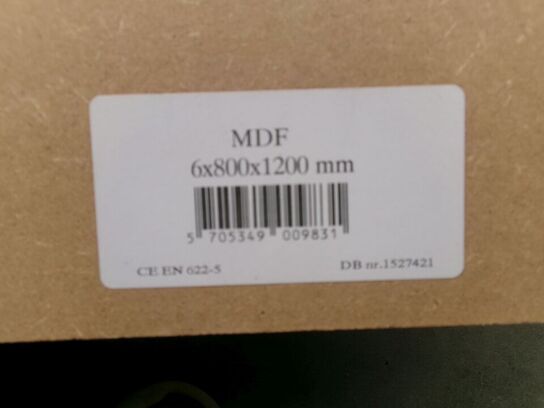 MDF
6x800x1200 mm
5 705349 009831
CE EN 622-5
DB nr.1527421